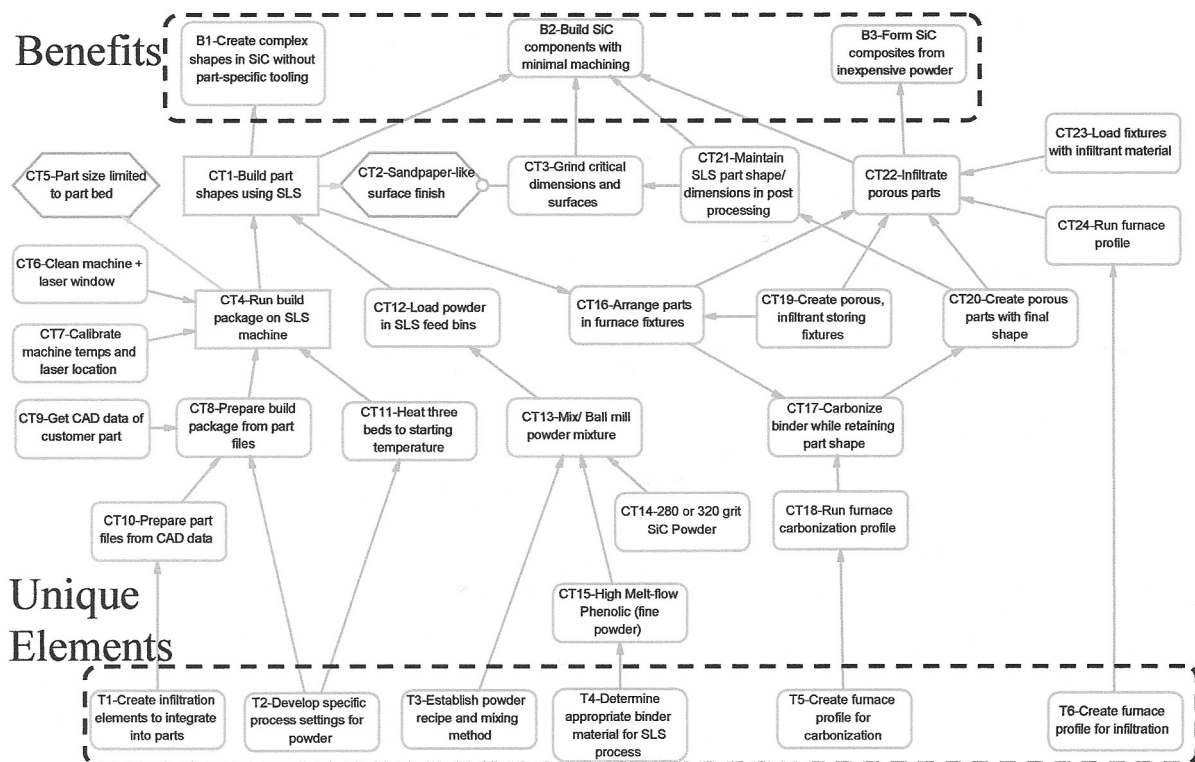 Benefits
B1-Create complex
shapes in SiC without
part-specific tooling
B2-Build SiC
components with
minimal machining
B3-Form SiC
composites from
inexpensive powder
CT5-Part size limited
to part bed
CT1-Build part
shapes using SLS
CT2-Sandpaper-like
surface finish
CT3-Grind critical
dimensions and
surfaces
CT21-Maintain
SLS part shape/
dimensions in post
processing
CT22-Infiltrate
porous parts
CT23-Load fixtures
with infiltrant material
CT24-Run furnace
profile
CT6-Clean machine +
laser window
CT7-Calibrate
machine temps and
laser location
CT4-Run build
package on SLS
machine
CT12-Load powder
in SLS feed bins
CT16-Arrange parts
in furnace fixtures
CT19-Create porous,
infiltrant storing
fixtures
CT20-Create porous
parts with final
shape
CT9-Get CAD data of
customer part
CT8-Prepare build
package from part
files
CT11-Heat three
beds to starting
temperature
CT13-Mix/ Ball mill
powder mixture
CT17-Carbonize
binder while retaining
part shape
CT10-Prepare part
files from CAD data
CT14-280 or 320 grit
SiC Powder
CT18-Run furnace
carbonization profile
CT15-High Melt-flow
Phenolic (fine
powder)
Unique
Elements
T1-Create infiltration
elements to integrate
into parts
T2-Develop specific
process settings for
powder
T3-Establish powder
recipe and mixing
method
T4-Determine
appropriate binder
material for SLS
process
T5-Create furnace
profile for
carbonization
T6-Create furnace
profile for infiltration